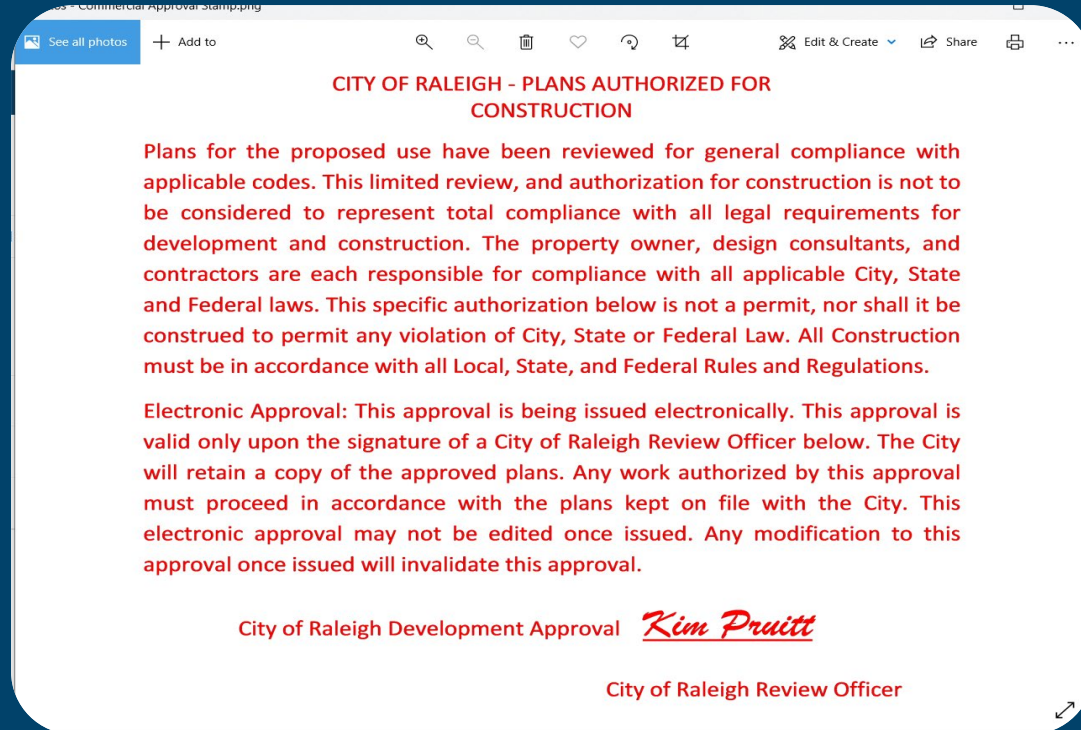 Commercial Approval Stamp.png
See all photos
Add to
Edit & Create
Share
CITY OF RALEIGH - PLANS AUTHORIZED FOR
CONSTRUCTION
Plans for the proposed use have been reviewed for general compliance with
applicable codes. This limited review, and authorization for construction is not to
be considered to represent total compliance with all legal requirements for
development and construction. The property owner, design consultants, and
contractors are each responsible for compliance with all applicable City, State
and Federal laws. This specific authorization below is not a permit, nor shall it be
construed to permit any violation of City, State or Federal Law. All Construction
must be in accordance with all Local, State, and Federal Rules and Regulations.
Electronic Approval: This approval is being issued electronically. This approval is
valid only upon the signature of a City of Raleigh Review Officer below. The City
will retain a copy of the approved plans. Any work authorized by this approval
must proceed in accordance with the plans kept on file with the City. This
electronic approval may not be edited once issued. Any modification to this
approval once issued will invalidate this approval.
City of Raleigh Development Approval Kim Pruitt
City of Raleigh Review Officer